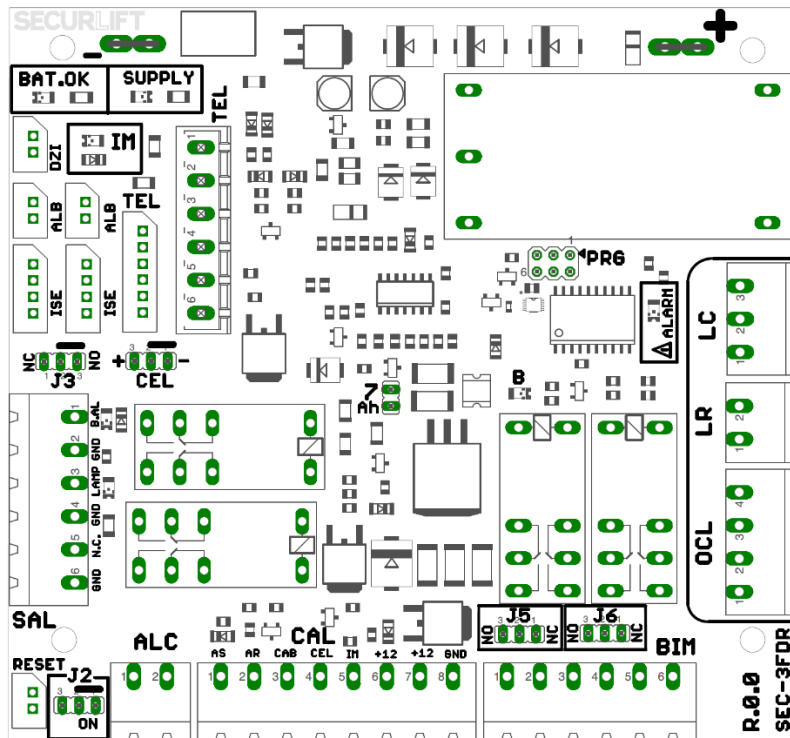 SECURLIFT
- +
BAT.OK SUPPLY
TEL
IM
DZI
TEL
ALB ALB
ISE ISE
1
2
3
4
5
6
1
6 PRG
ALARM
3
2
1
LC
NC NO
1 2 3
J3
+ -
CEL
7
Ah
B
2
1
LR
1 B.AL
2 GND
3 LAMP
4 GND
5 N.C.
6 GND
SAL
4
3
2
1
OCL
J5 J6
NO 3 2 1 NC
NO 3 2 1 NC
ALC CAL BIM
AS AR CAB CEL IM +12 +12 GND
RESET
J2
3 2 1
ON
1 2
1 2 3 4 5 6 7 8
1 2 3 4 5 6
R.0.0
SEC-3FDR